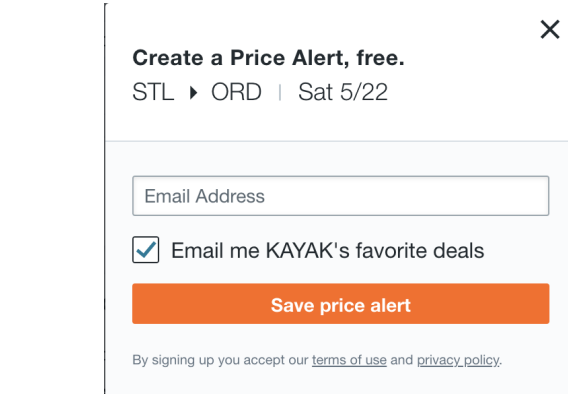 Create a Price Alert, free.
STL ▸ ORD | Sat 5/22
Email Address
Email me KAYAK's favorite deals
Save price alert
By signing up you accept our terms of use and privacy policy.